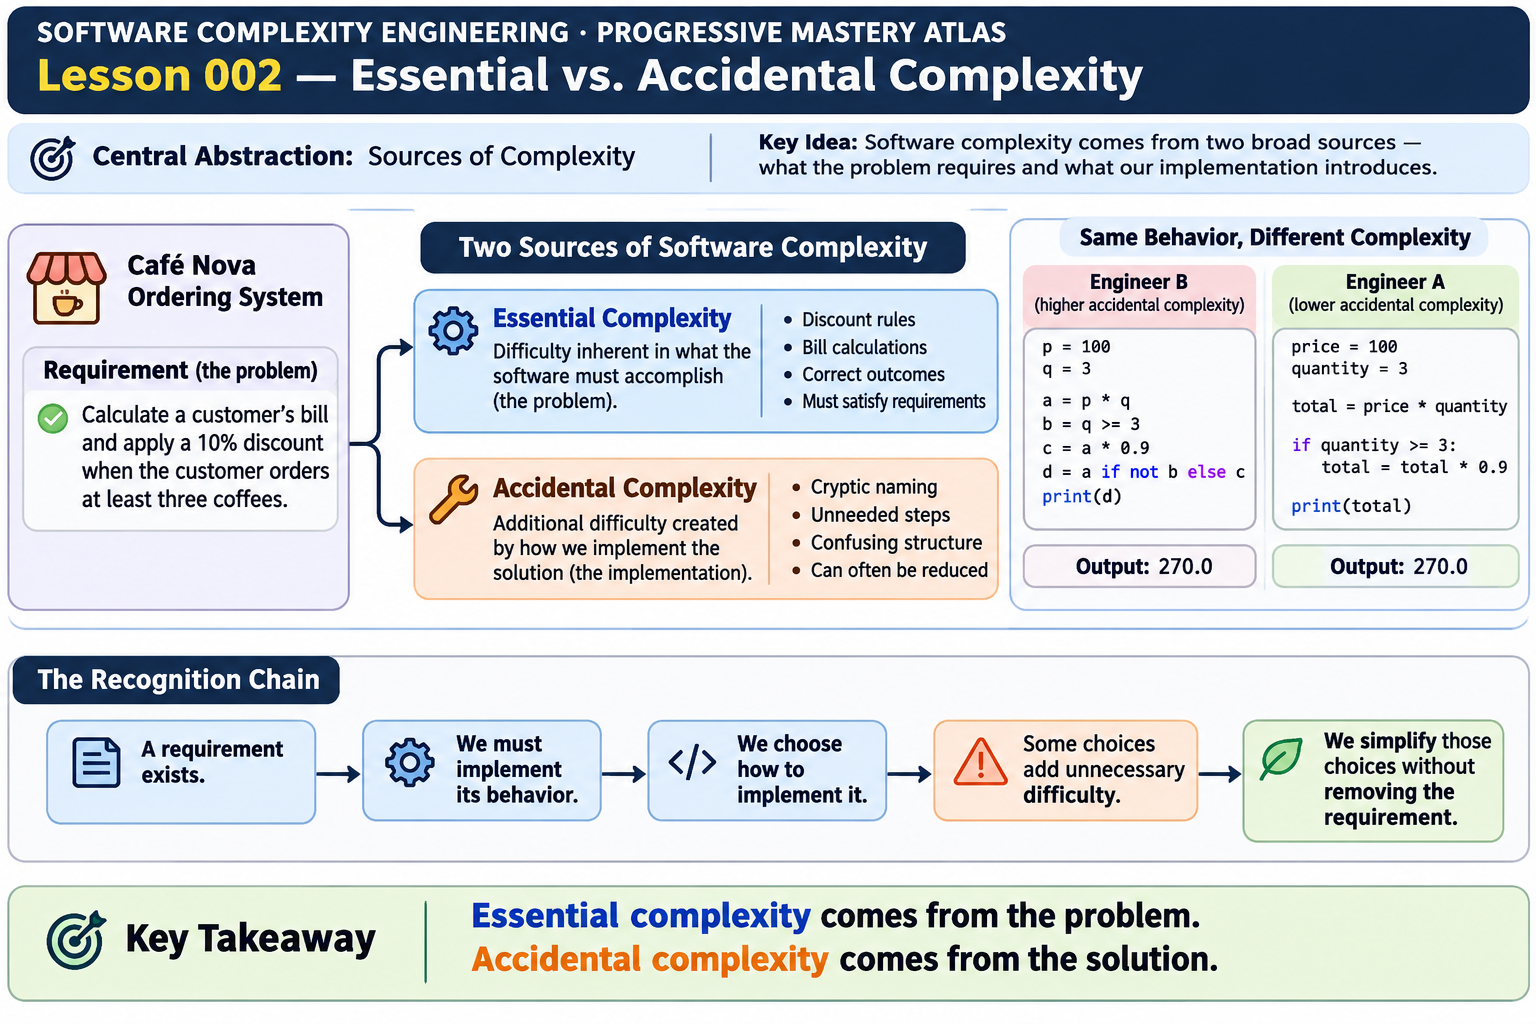 SOFTWARE COMPLEXITY ENGINEERING · PROGRESSIVE MASTERY ATLAS
Lesson 002 — Essential vs. Accidental Complexity
Central Abstraction: Sources of Complexity
Key Idea: Software complexity comes from two broad sources —
what the problem requires and what our implementation introduces.
Café Nova
Ordering System
Requirement (the problem)
Calculate a customer's bill
and apply a 10% discount
when the customer orders
at least three coffees.
Two Sources of Software Complexity
Essential Complexity
Difficulty inherent in what the
software must accomplish
(the problem).
• Discount rules
• Bill calculations
• Correct outcomes
• Must satisfy requirements
Accidental Complexity
Additional difficulty created
by how we implement the
solution (the implementation).
• Cryptic naming
• Unneeded steps
• Confusing structure
• Can often be reduced
Same Behavior, Different Complexity
Engineer B
(higher accidental complexity)
p = 100
q = 3
a = p * q
b = q >= 3
c = a * 0.9
d = a if not b else c
print(d)
Output: 270.0
Engineer A
(lower accidental complexity)
price = 100
quantity = 3
total = price * quantity
if quantity >= 3:
total = total * 0.9
print(total)
Output: 270.0
The Recognition Chain
A requirement
exists.
We must
implement
its behavior.
</>
We choose
how to
implement it.
Some choices
add unnecessary
difficulty.
We simplify those
choices without
removing the
requirement.
Key Takeaway
Essential complexity comes from the problem.
Accidental complexity comes from the solution.